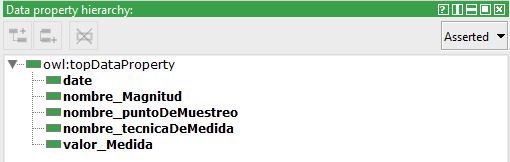 Data property hierarchy:
Asserted
owl:topDataProperty
date
nombre_Magnitud
nombre_puntoDeMuestreo
nombre_tecnicaDeMedida
valor_Medida